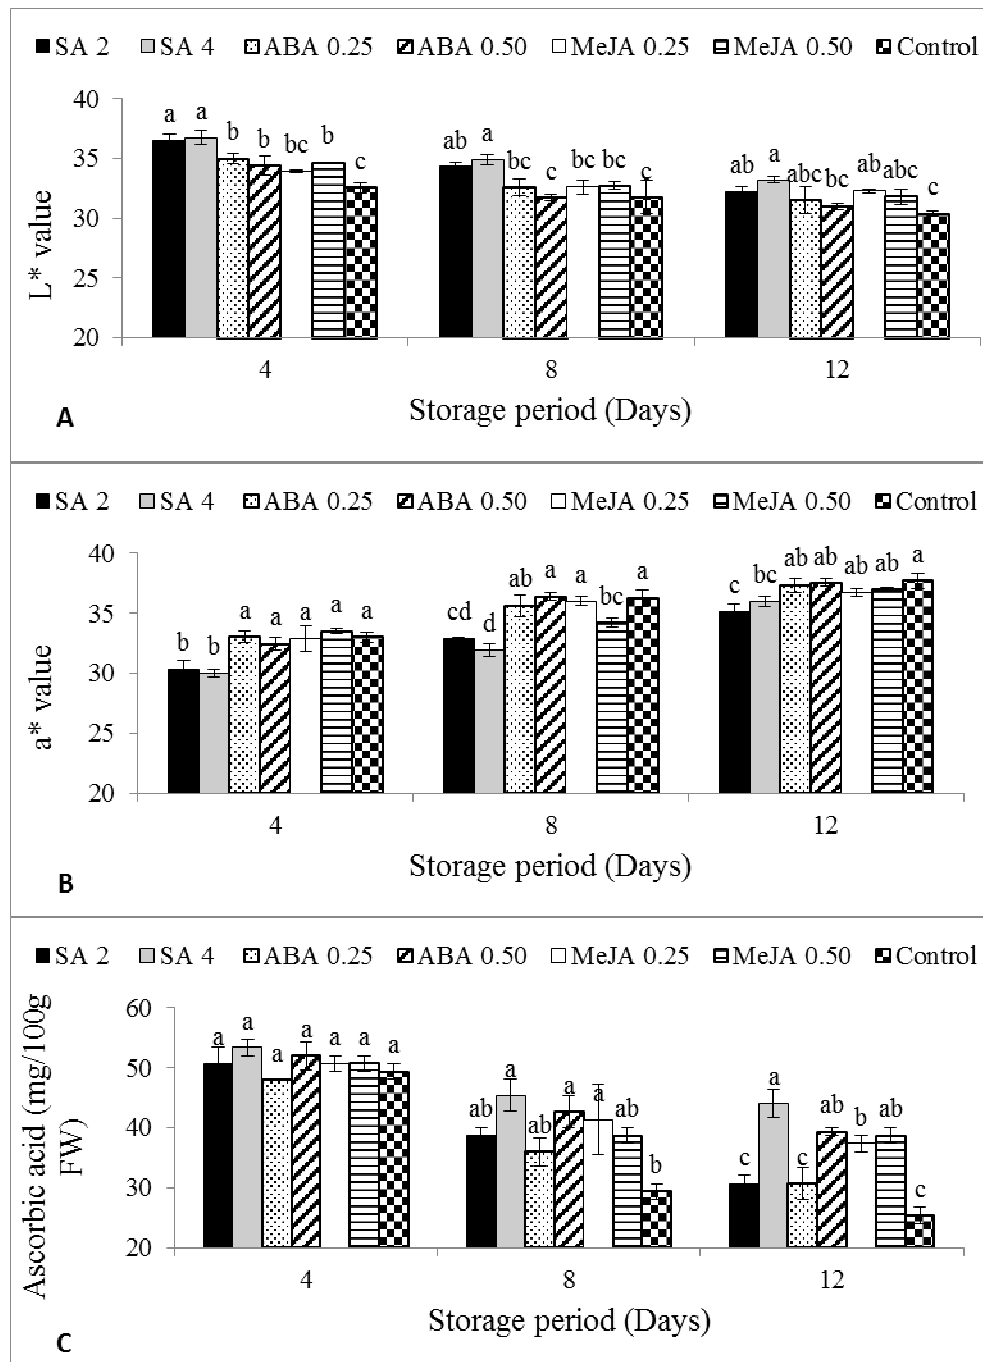 SA 2 SA 4 ABA 0.25 ABA 0.50 MeJA 0.25 MeJA 0.50 Control
L* value
40
35
30
25
20
a a b b bc b c
ab a bc c bc bc c
ab a abc bc ab abc c
4 8 12
Storage period (Days)
A
SA 2 SA 4 ABA 0.25 ABA 0.50 MeJA 0.25 MeJA 0.50 Control
a* value
40
35
30
25
20
b b a a a a a
cd d ab a a bc a
c bc ab ab ab ab a
4 8 12
Storage period (Days)
B
SA 2 SA 4 ABA 0.25 ABA 0.50 MeJA 0.25 MeJA 0.50 Control
Ascorbic acid (mg/100g
FW)
60
50
40
30
20
a a a a a a a
ab a ab a a ab b
c a c ab b ab c
4 8 12
Storage period (Days)
C